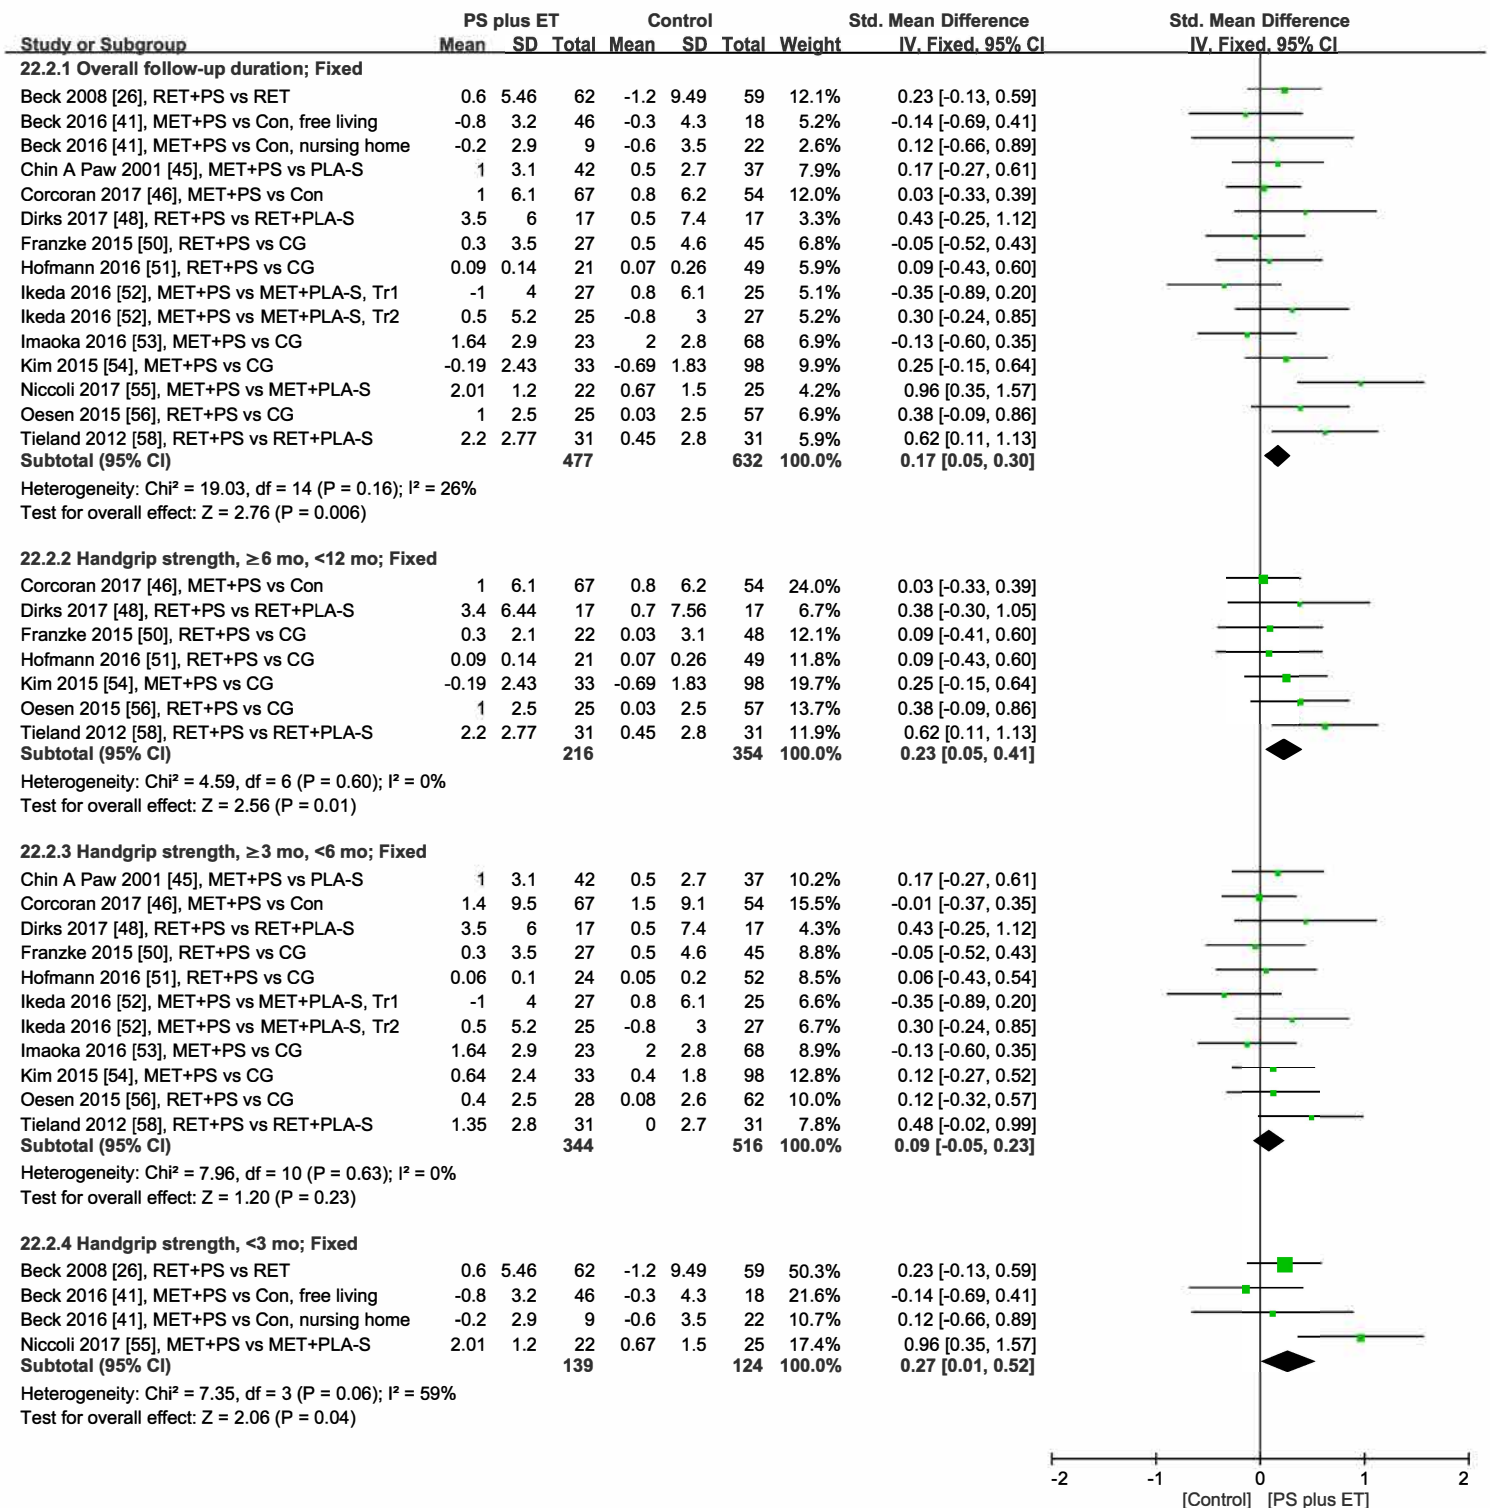 PS plus ET Control Std. Mean Difference Std. Mean Difference
Study or Subgroup Mean SD Total Mean SD Total Weight IV, Fixed, 95% CI IV, Fixed, 95% CI
22.2.1 Overall follow-up duration; Fixed
Beck 2008 [26], RET+PS vs RET 0.6 5.46 62 -1.2 9.49 59 12.1% 0.23 [-0.13, 0.59]
Beck 2016 [41], MET+PS vs Con, free living -0.8 3.2 46 -0.3 4.3 18 5.2% -0.14 [-0.69, 0.41]
Beck 2016 [41], MET+PS vs Con, nursing home -0.2 2.9 9 -0.6 3.5 22 2.6% 0.12 [-0.66, 0.89]
Chin A Paw 2001 [45], MET+PS vs PLA-S 1 3.1 42 0.5 2.7 37 7.9% 0.17 [-0.27, 0.61]
Corcoran 2017 [46], MET+PS vs Con 1 6.1 67 0.8 6.2 54 12.0% 0.03 [-0.33, 0.39]
Dirks 2017 [48], RET+PS vs RET+PLA-S 3.5 6 17 0.5 7.4 17 3.3% 0.43 [-0.25, 1.12]
Franzke 2015 [50], RET+PS vs CG 0.3 3.5 27 0.5 4.6 45 6.8% -0.05 [-0.52, 0.43]
Hofmann 2016 [51], RET+PS vs CG 0.09 0.14 21 0.07 0.26 49 5.9% 0.09 [-0.43, 0.60]
Ikeda 2016 [52], MET+PS vs MET+PLA-S, Tr1 -1 4 27 0.8 6.1 25 5.1% -0.35 [-0.89, 0.20]
Ikeda 2016 [52], MET+PS vs MET+PLA-S, Tr2 0.5 5.2 25 -0.8 3 27 5.2% 0.30 [-0.24, 0.85]
Imaoka 2016 [53], MET+PS vs CG 1.64 2.9 23 2 2.8 68 6.9% -0.13 [-0.60, 0.35]
Kim 2015 [54], MET+PS vs CG -0.19 2.43 33 -0.69 1.83 98 9.9% 0.25 [-0.15, 0.64]
Niccoli 2017 [55], MET+PS vs MET+PLA-S 2.01 1.2 22 0.67 1.5 25 4.2% 0.96 [0.35, 1.57]
Oesen 2015 [56], RET+PS vs CG 1 2.5 25 0.03 2.5 57 6.9% 0.38 [-0.09, 0.86]
Tieland 2012 [58], RET+PS vs RET+PLA-S 2.2 2.77 31 0.45 2.8 31 5.9% 0.62 [0.11, 1.13]
Subtotal (95% CI) 477 632 100.0% 0.17 [0.05, 0.30]
Heterogeneity: Chi² = 19.03, df = 14 (P = 0.16); I² = 26%
Test for overall effect: Z = 2.76 (P = 0.006)
22.2.2 Handgrip strength, ≥6 mo, <12 mo; Fixed
Corcoran 2017 [46], MET+PS vs Con 1 6.1 67 0.8 6.2 54 24.0% 0.03 [-0.33, 0.39]
Dirks 2017 [48], RET+PS vs RET+PLA-S 3.4 6.44 17 0.7 7.56 17 6.7% 0.38 [-0.30, 1.05]
Franzke 2015 [50], RET+PS vs CG 0.3 2.1 22 0.03 3.1 48 12.1% 0.09 [-0.41, 0.60]
Hofmann 2016 [51], RET+PS vs CG 0.09 0.14 21 0.07 0.26 49 11.8% 0.09 [-0.43, 0.60]
Kim 2015 [54], MET+PS vs CG -0.19 2.43 33 -0.69 1.83 98 19.7% 0.25 [-0.15, 0.64]
Oesen 2015 [56], RET+PS vs CG 1 2.5 25 0.03 2.5 57 13.7% 0.38 [-0.09, 0.86]
Tieland 2012 [58], RET+PS vs RET+PLA-S 2.2 2.77 31 0.45 2.8 31 11.9% 0.62 [0.11, 1.13]
Subtotal (95% CI) 216 354 100.0% 0.23 [0.05, 0.41]
Heterogeneity: Chi² = 4.59, df = 6 (P = 0.60); I² = 0%
Test for overall effect: Z = 2.56 (P = 0.01)
22.2.3 Handgrip strength, ≥3 mo, <6 mo; Fixed
Chin A Paw 2001 [45], MET+PS vs PLA-S 1 3.1 42 0.5 2.7 37 10.2% 0.17 [-0.27, 0.61]
Corcoran 2017 [46], MET+PS vs Con 1.4 9.5 67 1.5 9.1 54 15.5% -0.01 [-0.37, 0.35]
Dirks 2017 [48], RET+PS vs RET+PLA-S 3.5 6 17 0.5 7.4 17 4.3% 0.43 [-0.25, 1.12]
Franzke 2015 [50], RET+PS vs CG 0.3 3.5 27 0.5 4.6 45 8.8% -0.05 [-0.52, 0.43]
Hofmann 2016 [51], RET+PS vs CG 0.06 0.1 24 0.05 0.2 52 8.5% 0.06 [-0.43, 0.54]
Ikeda 2016 [52], MET+PS vs MET+PLA-S, Tr1 -1 4 27 0.8 6.1 25 6.6% -0.35 [-0.89, 0.20]
Ikeda 2016 [52], MET+PS vs MET+PLA-S, Tr2 0.5 5.2 25 -0.8 3 27 6.7% 0.30 [-0.24, 0.85]
Imaoka 2016 [53], MET+PS vs CG 1.64 2.9 23 2 2.8 68 8.9% -0.13 [-0.60, 0.35]
Kim 2015 [54], MET+PS vs CG 0.64 2.4 33 0.4 1.8 98 12.8% 0.12 [-0.27, 0.52]
Oesen 2015 [56], RET+PS vs CG 0.4 2.5 28 0.08 2.6 62 10.0% 0.12 [-0.32, 0.57]
Tieland 2012 [58], RET+PS vs RET+PLA-S 1.35 2.8 31 0 2.7 31 7.8% 0.48 [-0.02, 0.99]
Subtotal (95% CI) 344 516 100.0% 0.09 [-0.05, 0.23]
Heterogeneity: Chi² = 7.96, df = 10 (P = 0.63); I² = 0%
Test for overall effect: Z = 1.20 (P = 0.23)
22.2.4 Handgrip strength, <3 mo; Fixed
Beck 2008 [26], RET+PS vs RET 0.6 5.46 62 -1.2 9.49 59 50.3% 0.23 [-0.13, 0.59]
Beck 2016 [41], MET+PS vs Con, free living -0.8 3.2 46 -0.3 4.3 18 21.6% -0.14 [-0.69, 0.41]
Beck 2016 [41], MET+PS vs Con, nursing home -0.2 2.9 9 -0.6 3.5 22 10.7% 0.12 [-0.66, 0.89]
Niccoli 2017 [55], MET+PS vs MET+PLA-S 2.01 1.2 22 0.67 1.5 25 17.4% 0.96 [0.35, 1.57]
Subtotal (95% CI) 139 124 100.0% 0.27 [0.01, 0.52]
Heterogeneity: Chi² = 7.35, df = 3 (P = 0.06); I² = 59%
Test for overall effect: Z = 2.06 (P = 0.04)
-2 -1 0 1 2
[Control] [PS plus ET]